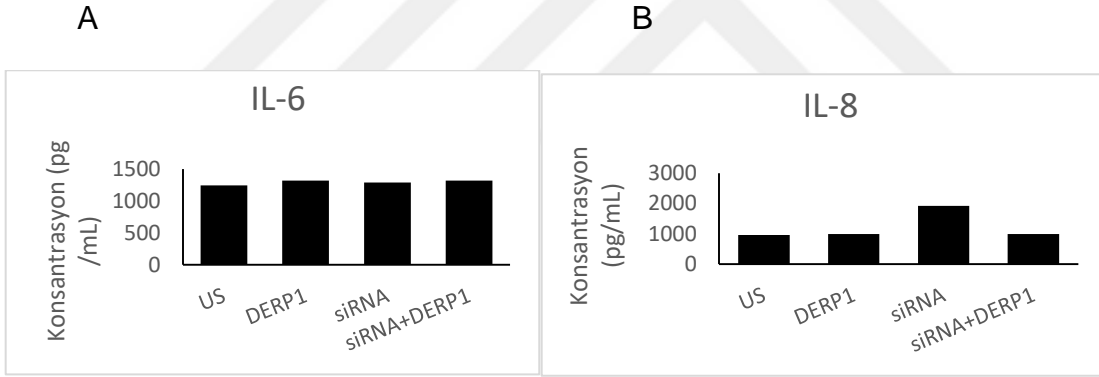 A
B
IL-6
Konsantrasyon (pg
/mL)
1500
1000
500
0
US
DERP1
siRNA
siRNA+DERP1
IL-8
Konsantrasyon
(pg/mL)
3000
2000
1000
0
US
DERP1
siRNA
siRNA+DERP1